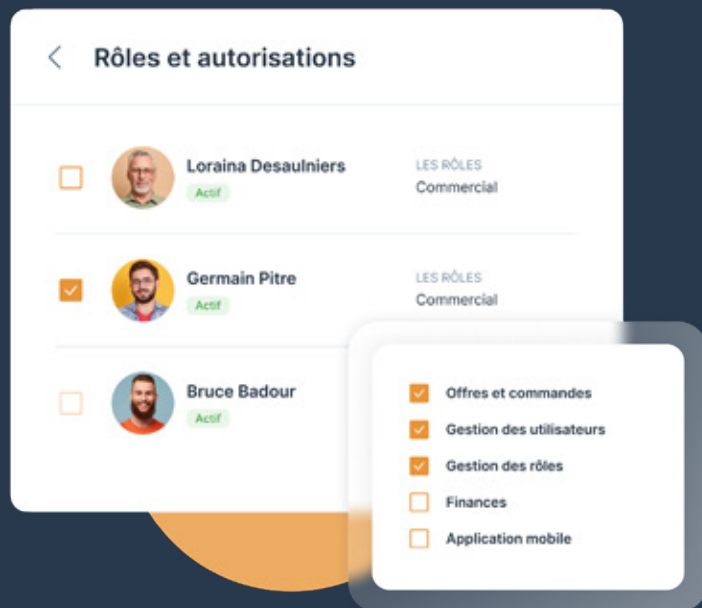 Rôles et autorisations
Loraina Desaulniers
Actif
LES RÔLES
Commercial
Germain Pitre
Actif
LES RÔLES
Commercial
Bruce Badour
Actif
Offres et commandes
Gestion des utilisateurs
Gestion des rôles
Finances
Application mobile